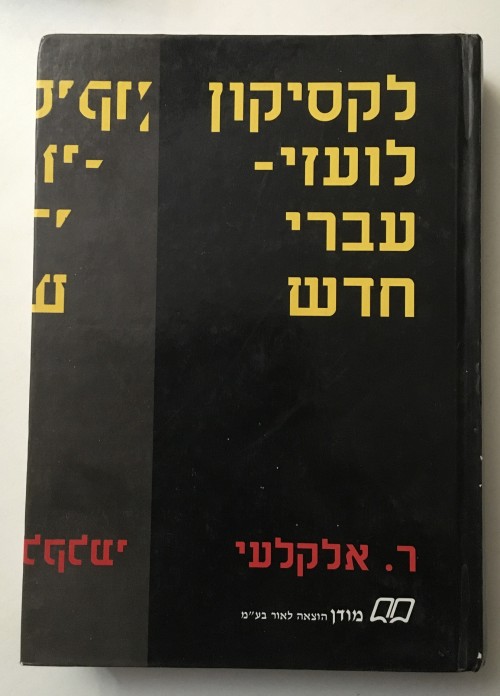 לקסיקון
לועזי-
עברי
חדש
ר. אלקלעי
מודן הוצאה לאור בע"מ